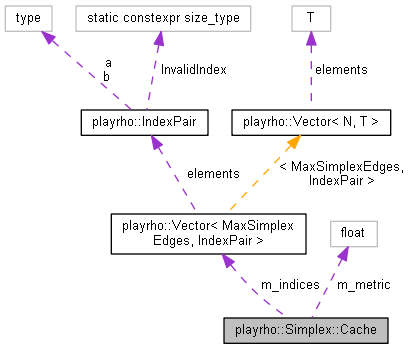 type
static constexpr size_type
T
a
b
InvalidIndex
elements
playrho::IndexPair
playrho::Vector< N, T >
elements
< MaxSimplexEdges,
IndexPair >
playrho::Vector< MaxSimplex
Edges, IndexPair >
float
m_indices
m_metric
playrho::Simplex::Cache